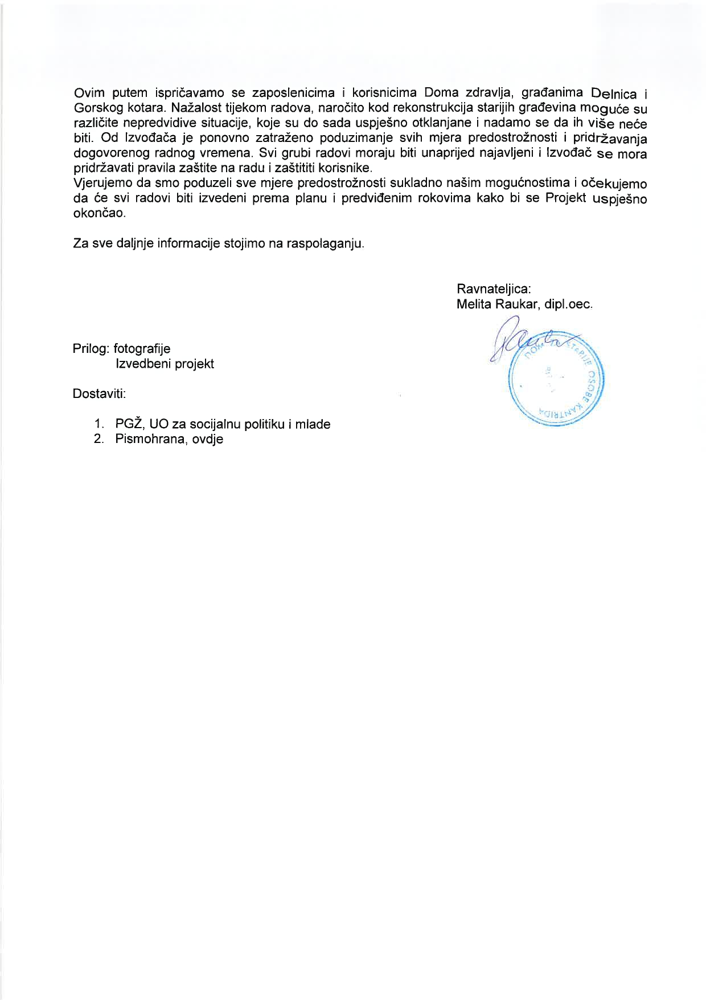 Ovim putem ispričavamo se zaposlenicima i korisnicima Doma zdravlja, građanima Delnica i
Gorskog kotara. Nažalost tijekom radova, naročito kod rekonstrukcija starijih građevina moguće su
različite nepredvidive situacije, koje su do sada uspješno otklanjane i nadamo se da ih više neće
biti. Od Izvođača je ponovno zatraženo poduzimanje svih mjera predostrožnosti i pridržavanja
dogovorenog radnog vremena. Svi grubi radovi moraju biti unaprijed najavljeni i Izvođač se mora
pridržavati pravila zaštite na radu i zaštititi korisnike.
Vjerujemo da smo poduzeli sve mjere predostrožnosti sukladno našim mogućnostima i očekujemo
da će svi radovi biti izvedeni prema planu i predviđenim rokovima kako bi se Projekt uspješno
okončao.
Za sve daljnje informacije stojimo na raspolaganju.
Ravnateljica:
Melita Raukar, dipl.oec.
DOM ZA STARIJE OSOBE KANTRIDA
Prilog: fotografije
Izvedbeni projekt
Dostaviti:
1. PGŽ, UO za socijalnu politiku i mlade
2. Pismohrana, ovdje